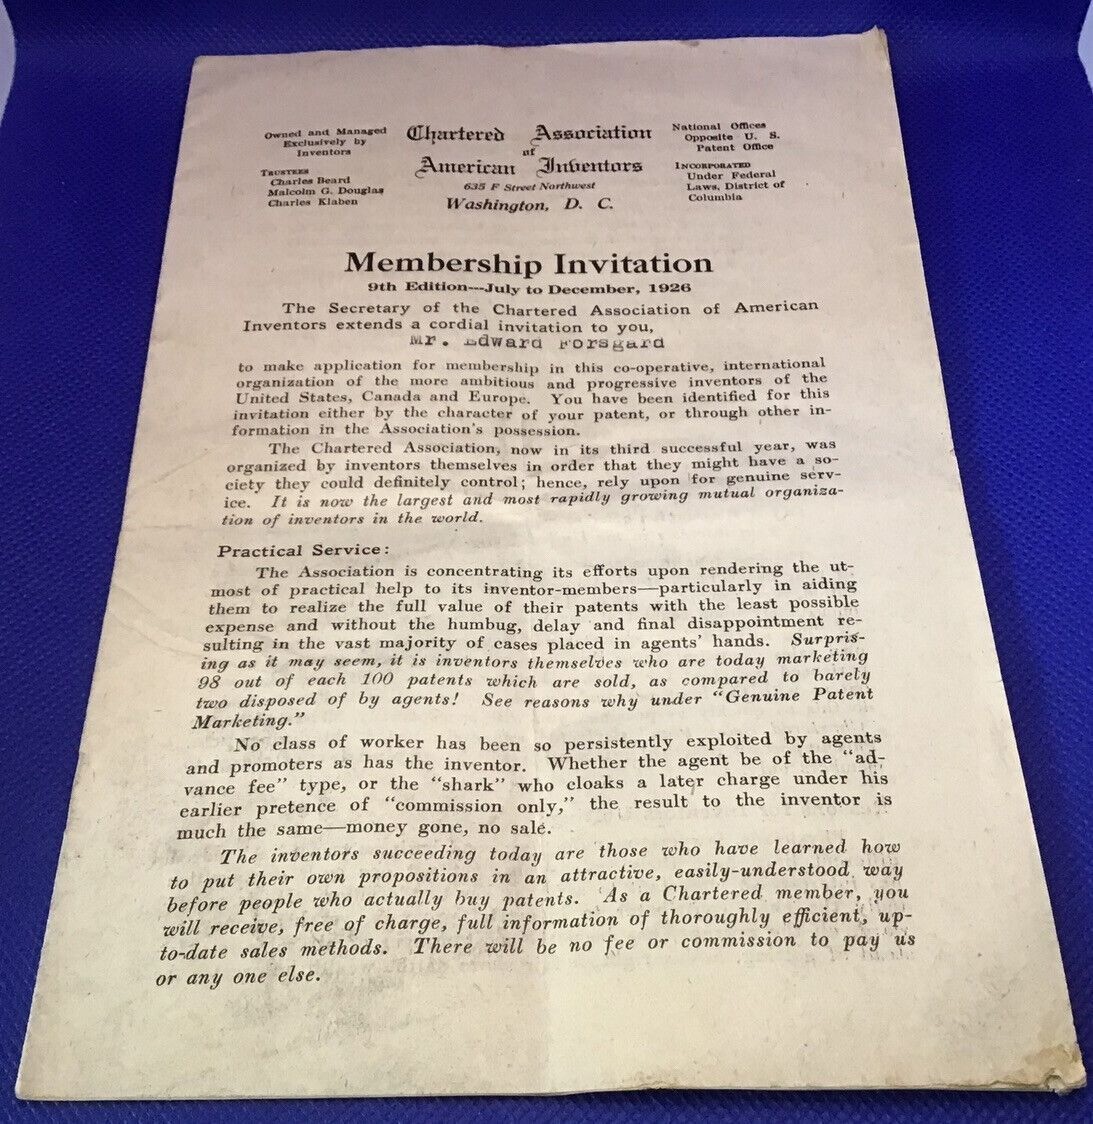 Owned and Managed
Exclusively by
Inventors
TRUSTEES
Charles Beard
Malcolm G. Douglas
Charles Klaben
Chartered Association
of
American Inventors
635 F Street Northwest
Washington, D. C.
National Offices
Opposite U. S.
Patent Office
INCORPORATED
Under Federal
Laws, District of
Columbia
Membership Invitation
9th Edition---July to December, 1926
The Secretary of the Chartered Association of American
Inventors extends a cordial invitation to you,
Mr. Edward Forsgard
to make application for membership in this co-operative, international
organization of the more ambitious and progressive inventors of the
United States, Canada and Europe. You have been identified for this
invitation either by the character of your patent, or through other in-
formation in the Association's possession.
The Chartered Association, now in its third successful year, was
organized by inventors themselves in order that they might have a so-
ciety they could definitely control; hence, rely upon for genuine serv-
ice. It is now the largest and most rapidly growing mutual organiza-
tion of inventors in the world.
Practical Service:
The Association is concentrating its efforts upon rendering the ut-
most of practical help to its inventor-members—particularly in aiding
them to realize the full value of their patents with the least possible
expense and without the humbug, delay and final disappointment re-
sulting in the vast majority of cases placed in agents' hands. Surpris-
ing as it may seem, it is inventors themselves who are today marketing
98 out of each 100 patents which are sold, as compared to barely
two disposed of by agents! See reasons why under "Genuine Patent
Marketing."
No class of worker has been so persistently exploited by agents
and promoters as has the inventor. Whether the agent be of the "ad-
vance fee" type, or the "shark" who cloaks a later charge under his
earlier pretence of "commission only," the result to the inventor is
much the same—money gone, no sale.
The inventors succeeding today are those who have learned how
to put their own propositions in an attractive, easily-understood way
before people who actually buy patents. As a Chartered member, you
will receive, free of charge, full information of thoroughly efficient, up-
to-date sales methods. There will be no fee or commission to pay us
or any one else.